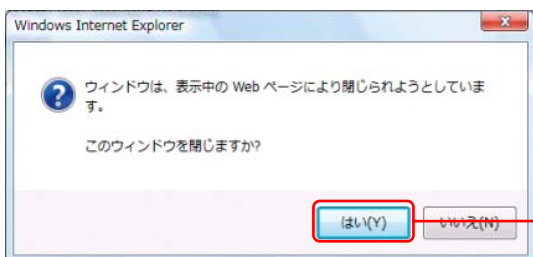 Windows Internet Explorer
ウィンドウは、表示中の Web ページにより閉じられようとしていま
す。
このウィンドウを閉じますか?
はい(Y) いいえ(N)